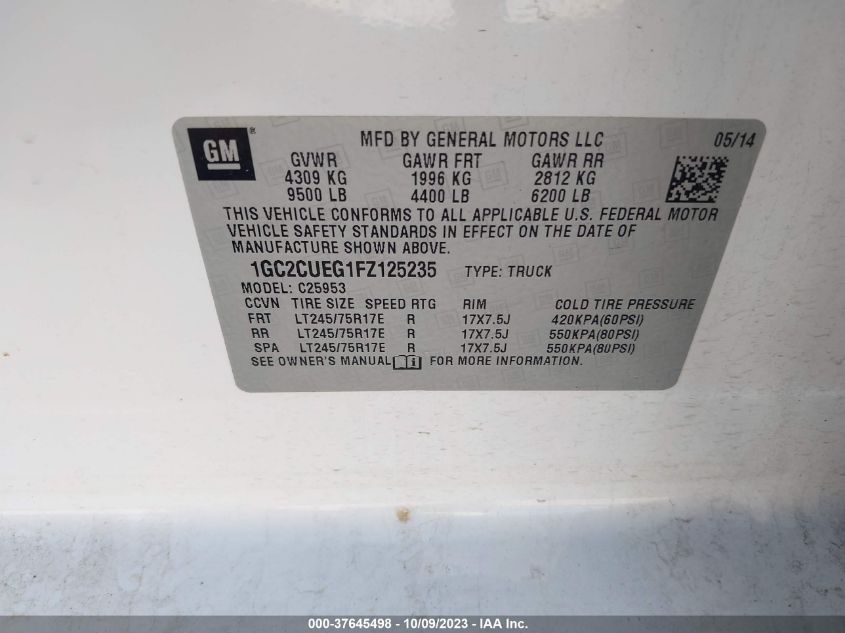 GM ® MFD BY GENERAL MOTORS LLC 05/14
GVWR GAWR FRT GAWR RR
4309 KG 1996 KG 2812 KG
9500 LB 4400 LB 6200 LB
THIS VEHICLE CONFORMS TO ALL APPLICABLE U.S. FEDERAL MOTOR
VEHICLE SAFETY STANDARDS IN EFFECT ON THE DATE OF
MANUFACTURE SHOWN ABOVE.
1GC2CUEG1FZ125235 TYPE: TRUCK
MODEL: C25953
CCVN TIRE SIZE SPEED RTG RIM COLD TIRE PRESSURE
FRT LT245/75R17E R 17X7.5J 420KPA(60PSI)
RR LT245/75R17E R 17X7.5J 550KPA(80PSI)
SPA LT245/75R17E R 17X7.5J 550KPA(80PSI)
SEE OWNER'S MANUAL i FOR MORE INFORMATION.
000-37645498 - 10/09/2023 - IAA Inc.